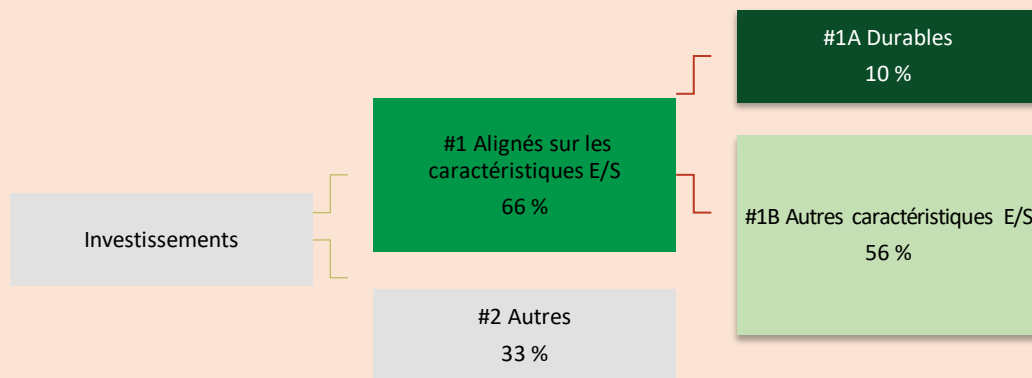 Investissements
#1 Alignés sur les
caractéristiques E/S
66 %
#2 Autres
33 %
#1A Durables
10 %
#1B Autres caractéristiques E/S
56 %